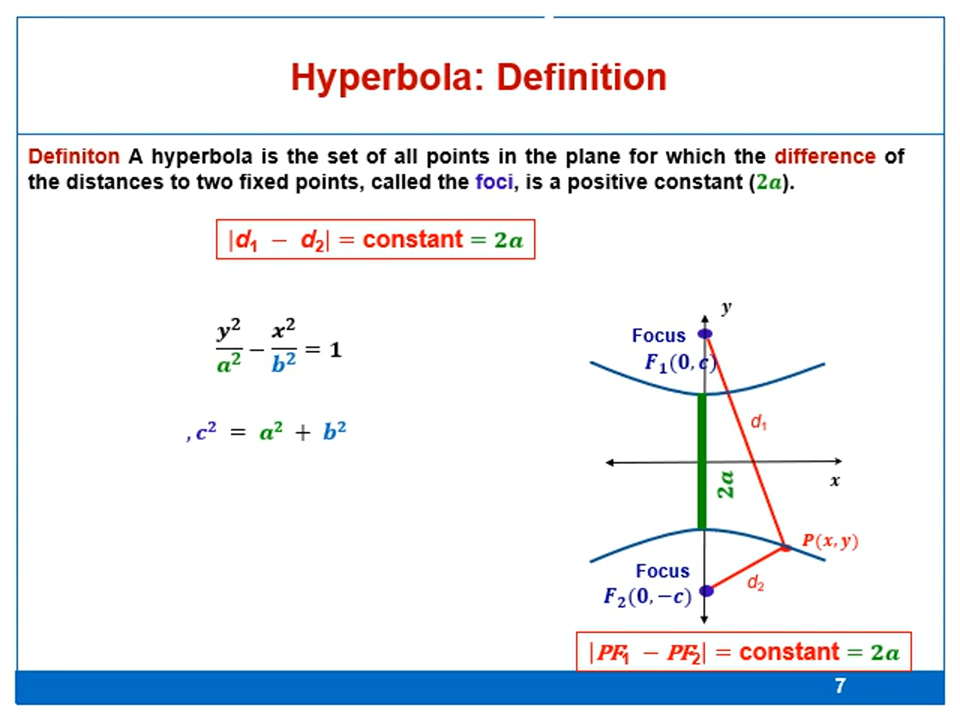 Hyperbola: Definition
Definiton A hyperbola is the set of all points in the plane for which the difference of
the distances to two fixed points, called the foci, is a positive constant (2a).
|d₁ − d₂| = constant = 2a
y²/a² − x²/b² = 1
,c² = a² + b²
y
Focus
F₁(0, c)
d₁
x
2a
P(x, y)
Focus
d₂
F₂(0, −c)
|PF₁ − PF₂| = constant = 2a
7